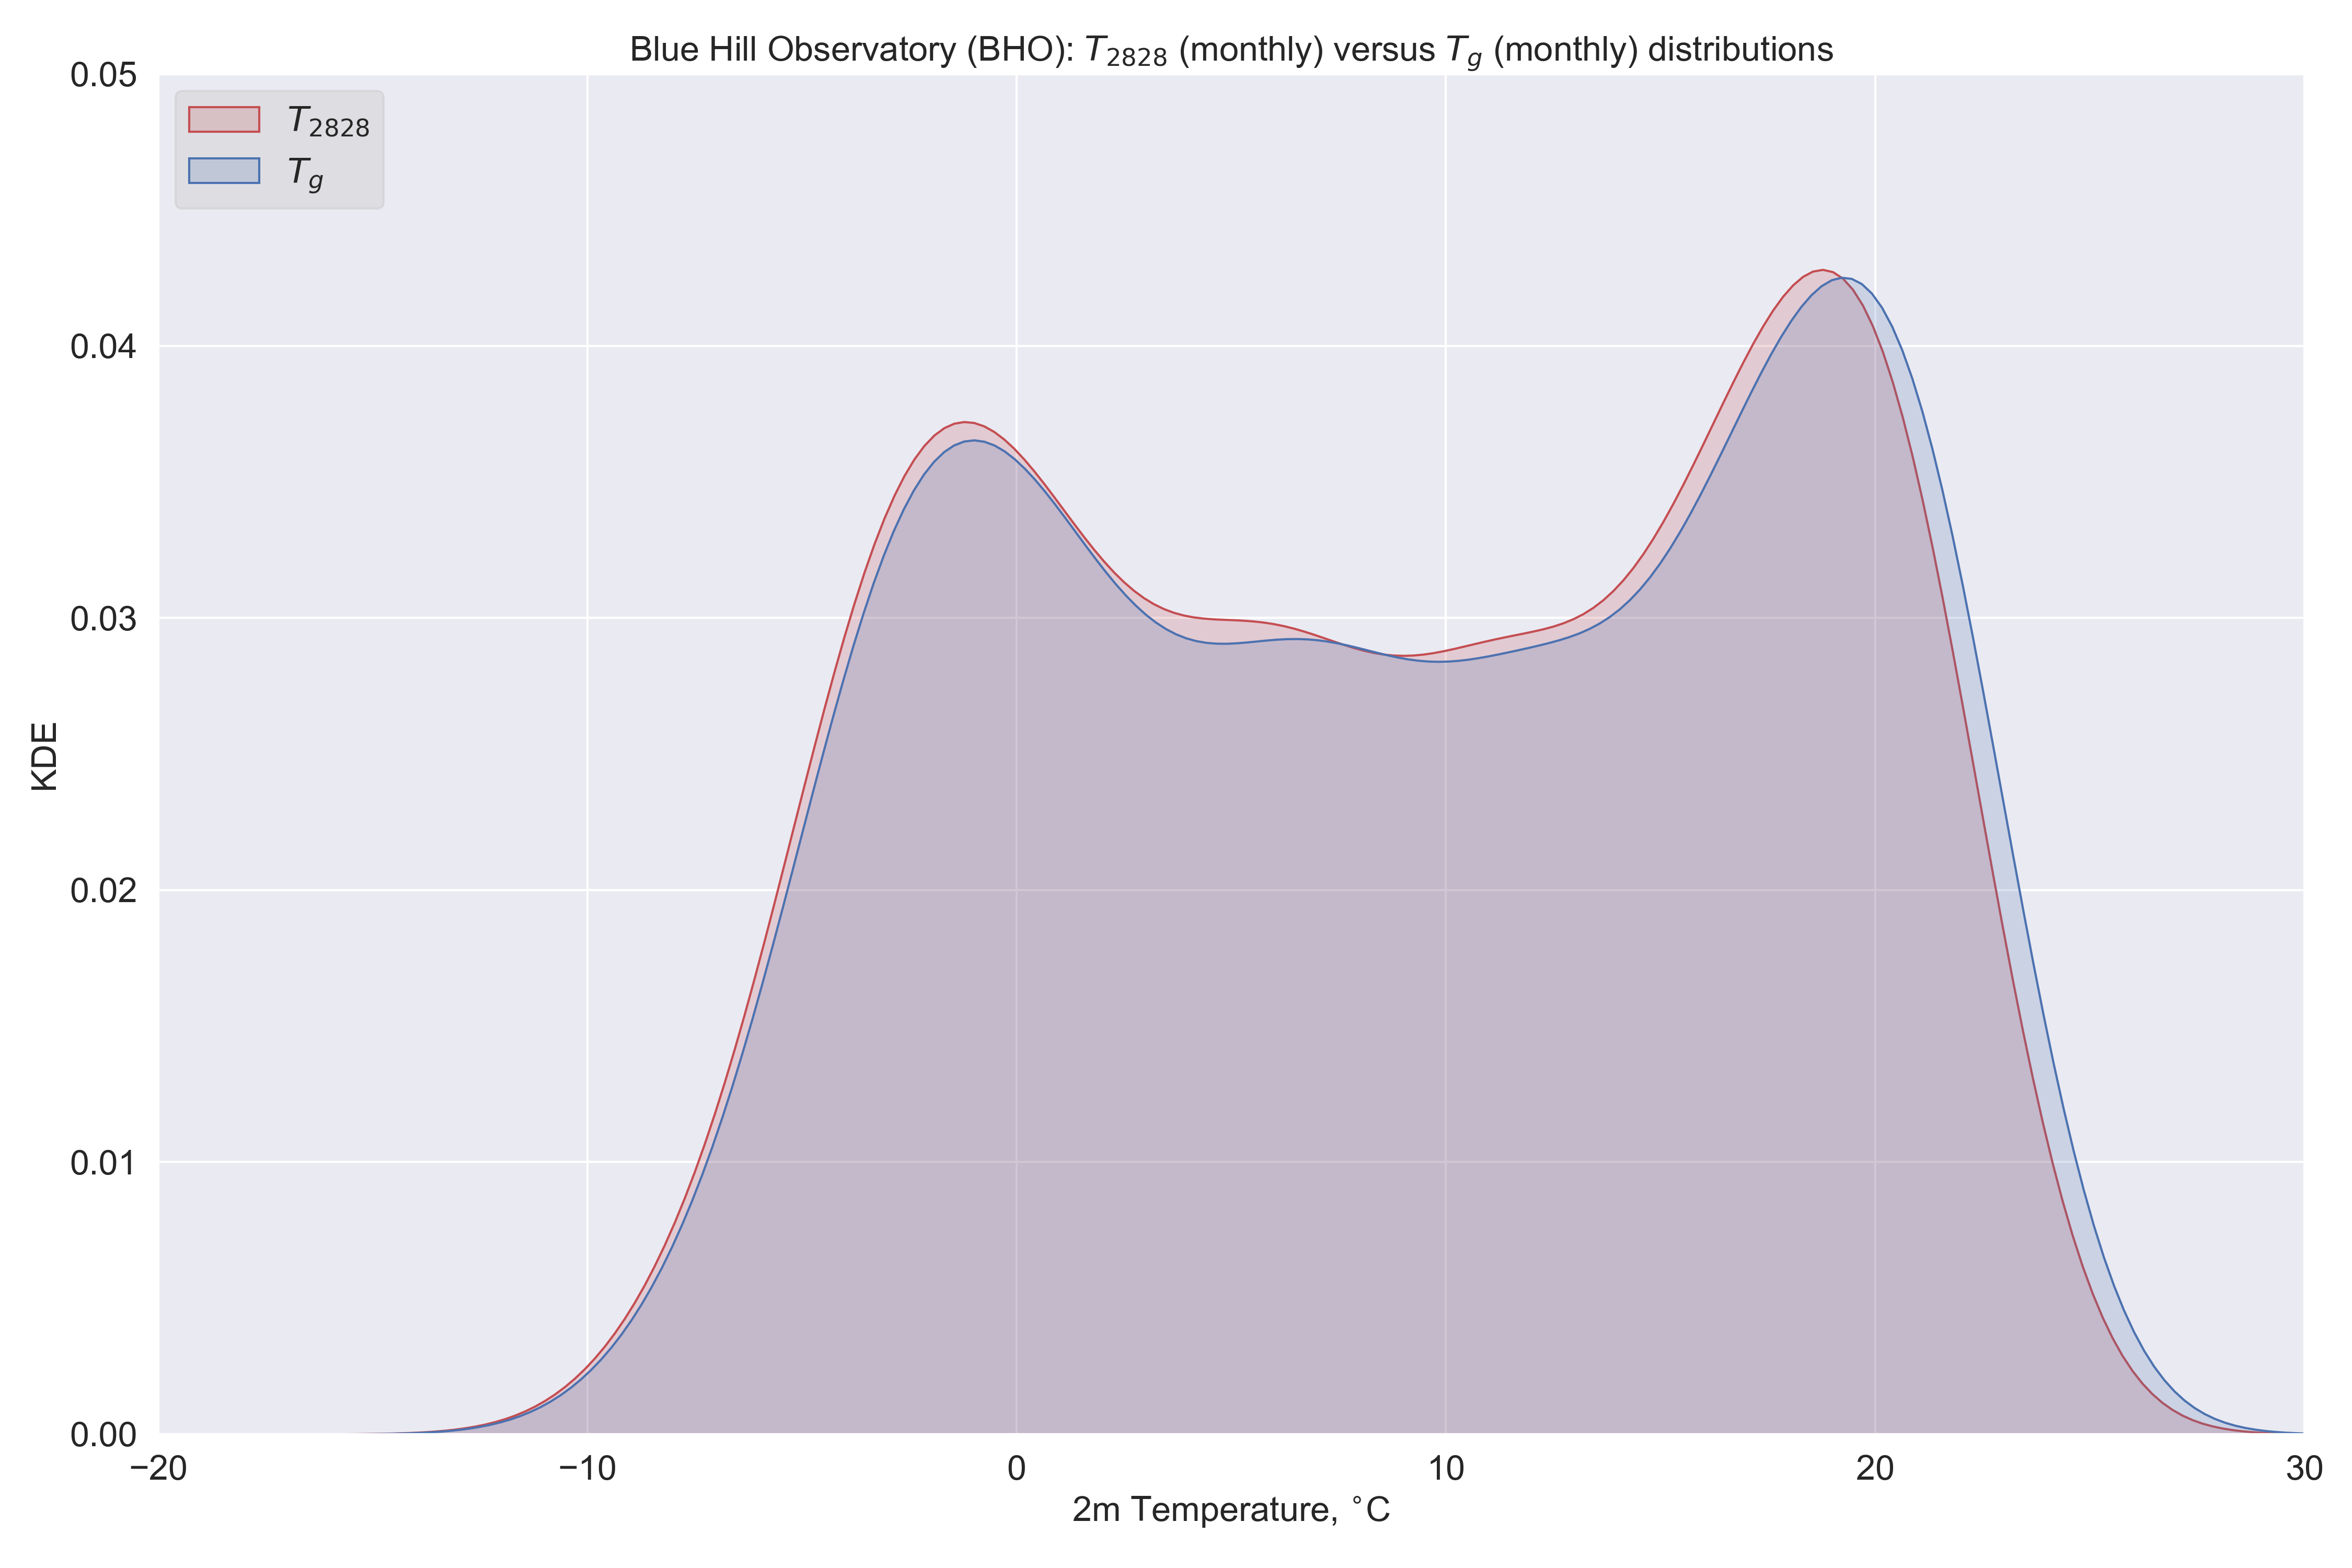 Blue Hill Observatory (BHO): T2828 (monthly) versus Tg (monthly) distributions
T2828
Tg
KDE
0.05
0.04
0.03
0.02
0.01
0.00
−20 −10 0 10 20 30
2m Temperature, °C